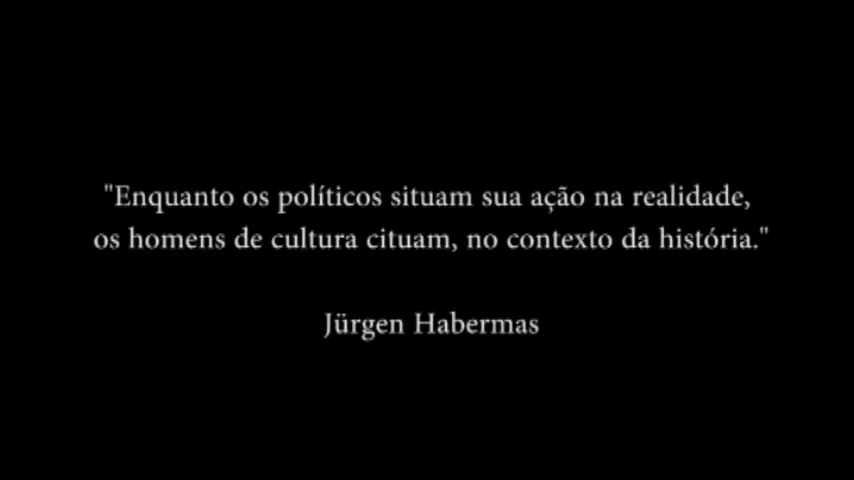 "Enquanto os políticos situam sua ação na realidade,
os homens de cultura cituam, no contexto da história."
Jürgen Habermas